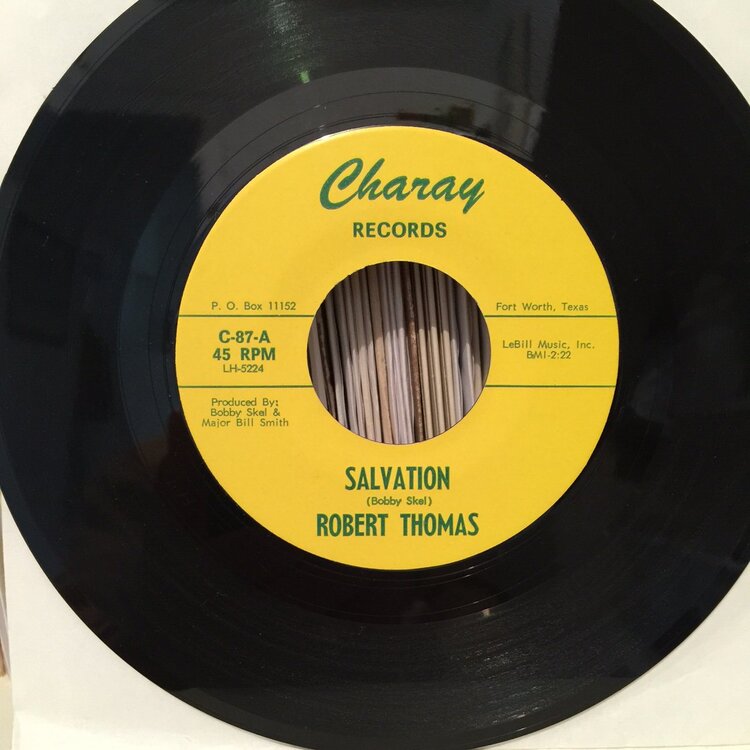 Charay
RECORDS
P. O. Box 11152
Fort Worth, Texas
C-87-A
45 RPM
LH-5224
LeBill Music, Inc.
BMI-2:22
Produced By:
Bobby Skel &
Major Bill Smith
SALVATION
(Bobby Skel)
ROBERT THOMAS